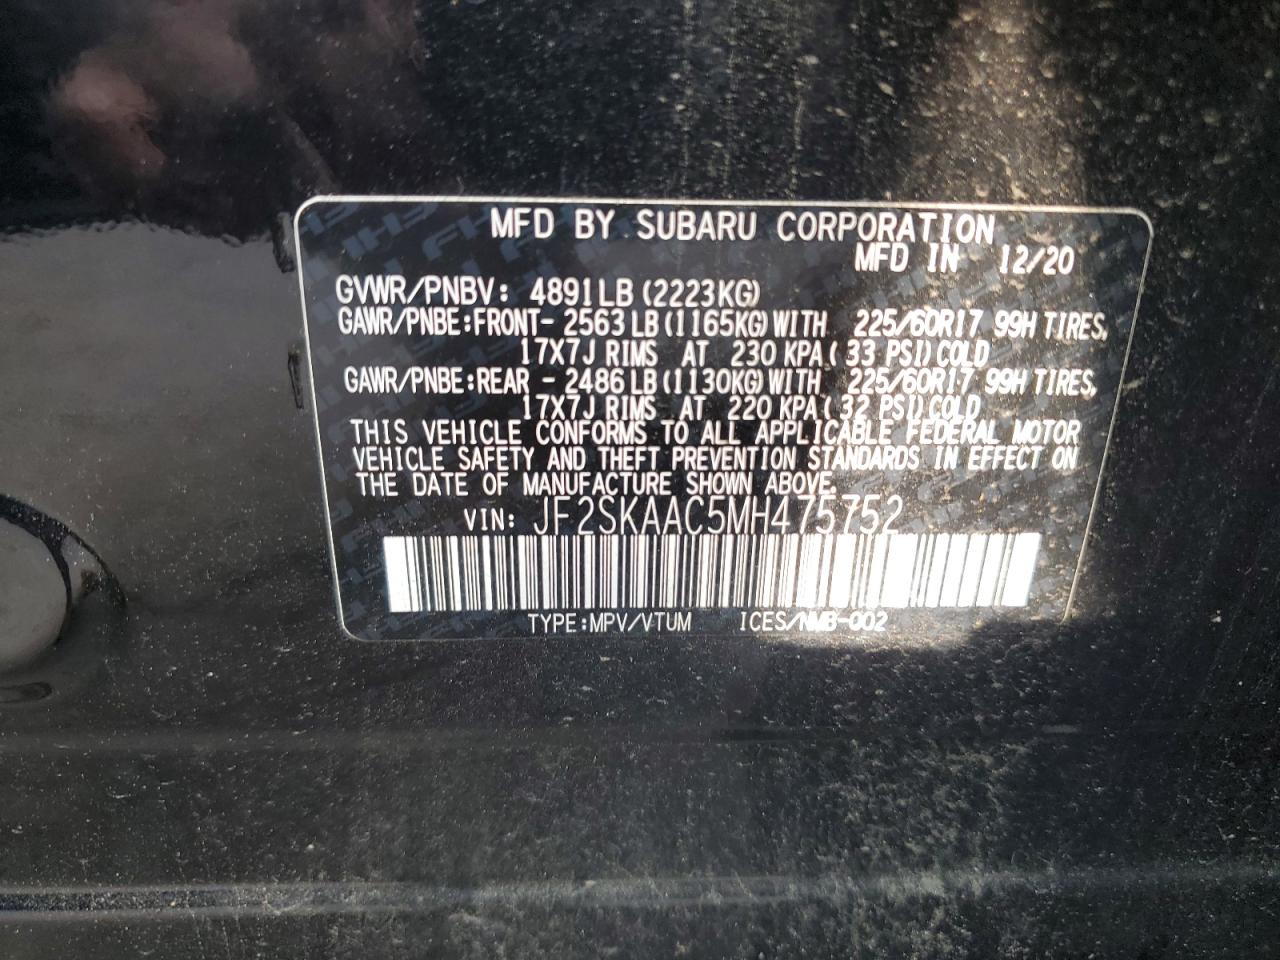 MFD BY SUBARU CORPORATION
MFD IN 12/20
GVWR/PNBV: 4891LB (2223KG)
GAWR/PNBE:FRONT- 2563LB (1165KG) WITH 225/60R17 99H TIRES,
17X7J RIMS AT 230 KPA( 33 PSI) COLD
GAWR/PNBE:REAR - 2486LB (1130KG) WITH 225/60R17 99H TIRES,
17X7J RIMS AT 220 KPA( 32 PSI) COLD
THIS VEHICLE CONFORMS TO ALL APPLICABLE FEDERAL MOTOR
VEHICLE SAFETY AND THEFT PREVENTION STANDARDS IN EFFECT ON
THE DATE OF MANUFACTURE SHOWN ABOVE.
VIN: JF2SKAAC5MH475752
TYPE:MPV/VTUM ICES/NMB-002